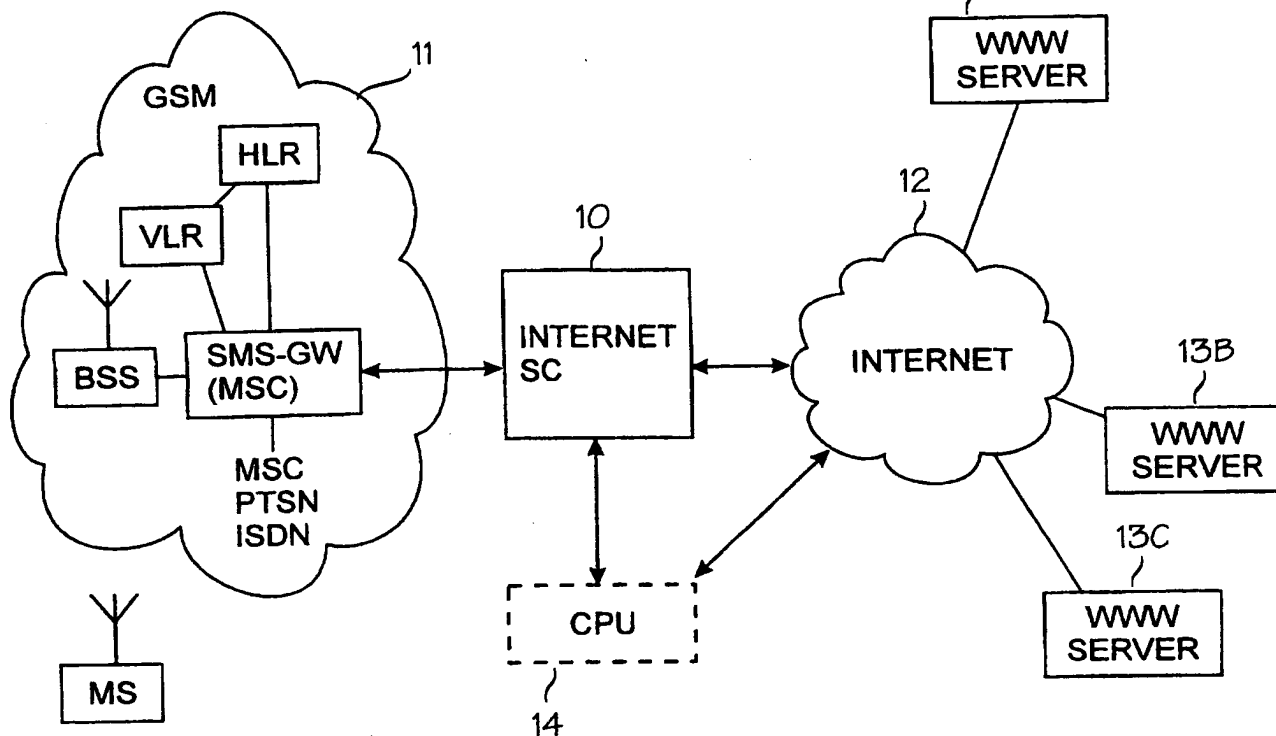 WWW
SERVER
11
GSM
HLR
12
10
VLR
SMS-GW
(MSC)
BSS
INTERNET
SC
INTERNET
13B
WWW
SERVER
MSC
PTSN
ISDN
13C
CPU
WWW
SERVER
MS
14